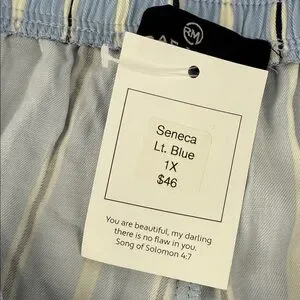 RM
Seneca
Lt. Blue
1X
$46
You are beautiful, my darling
there is no flaw in you.
Song of Solomon 4:7